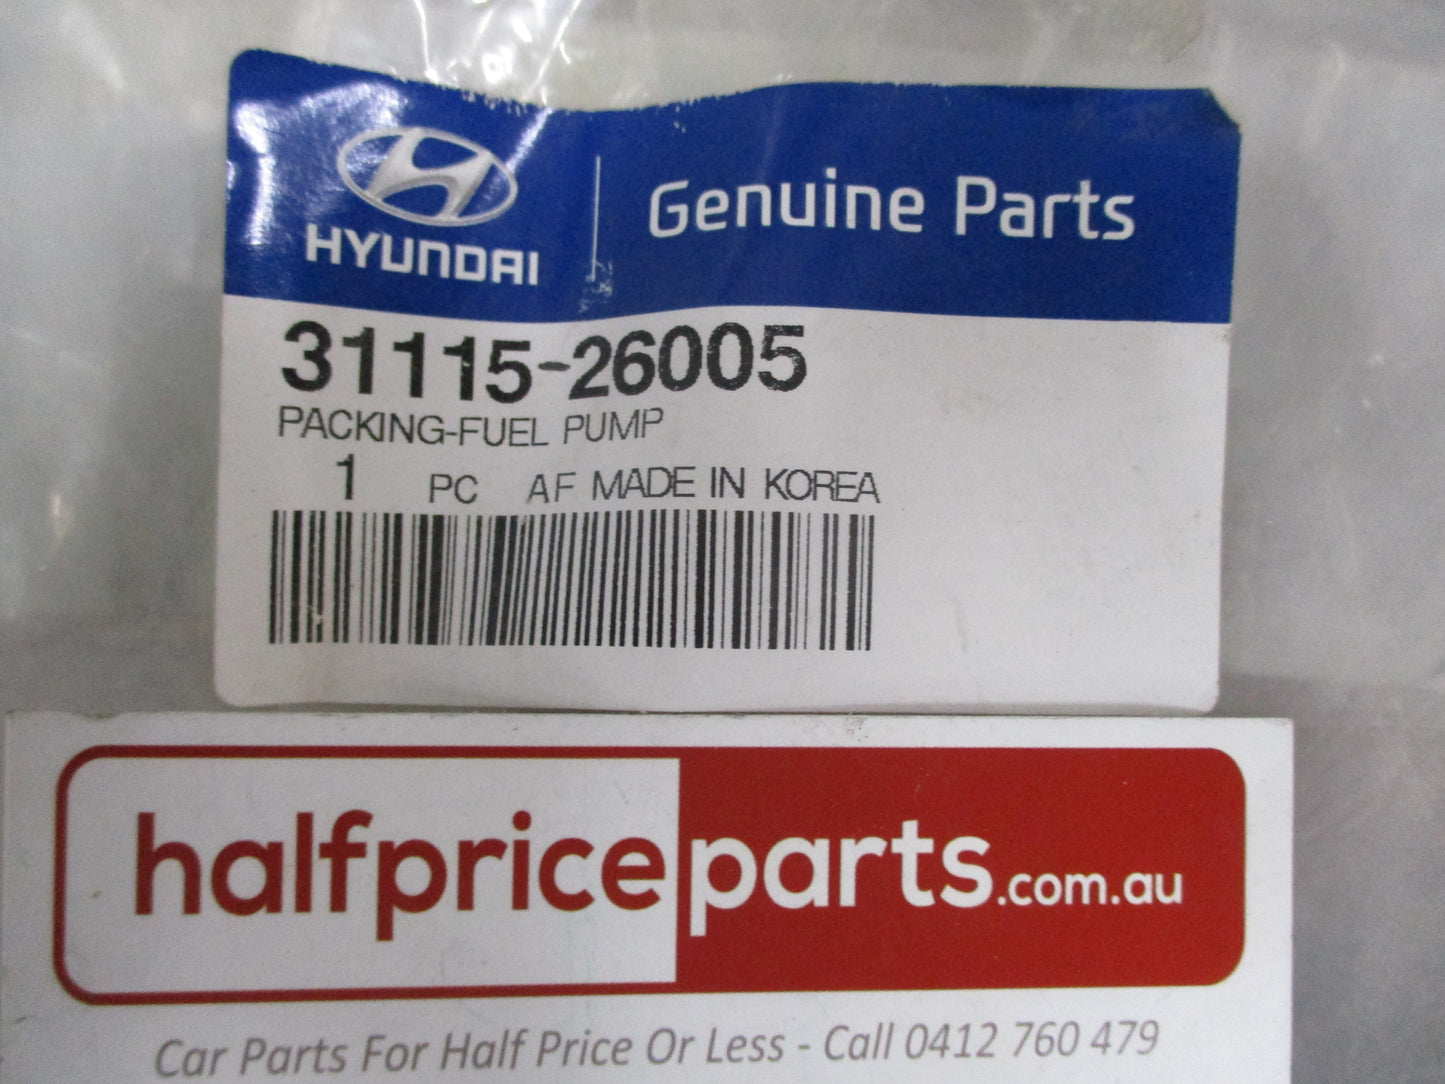 HYUNDAI
Genuine Parts
31115-26005
PACKING-FUEL PUMP
1 PC AF MADE IN KOREA
halfpriceparts.com.au
Car Parts For Half Price Or Less - Call 0412 760 479